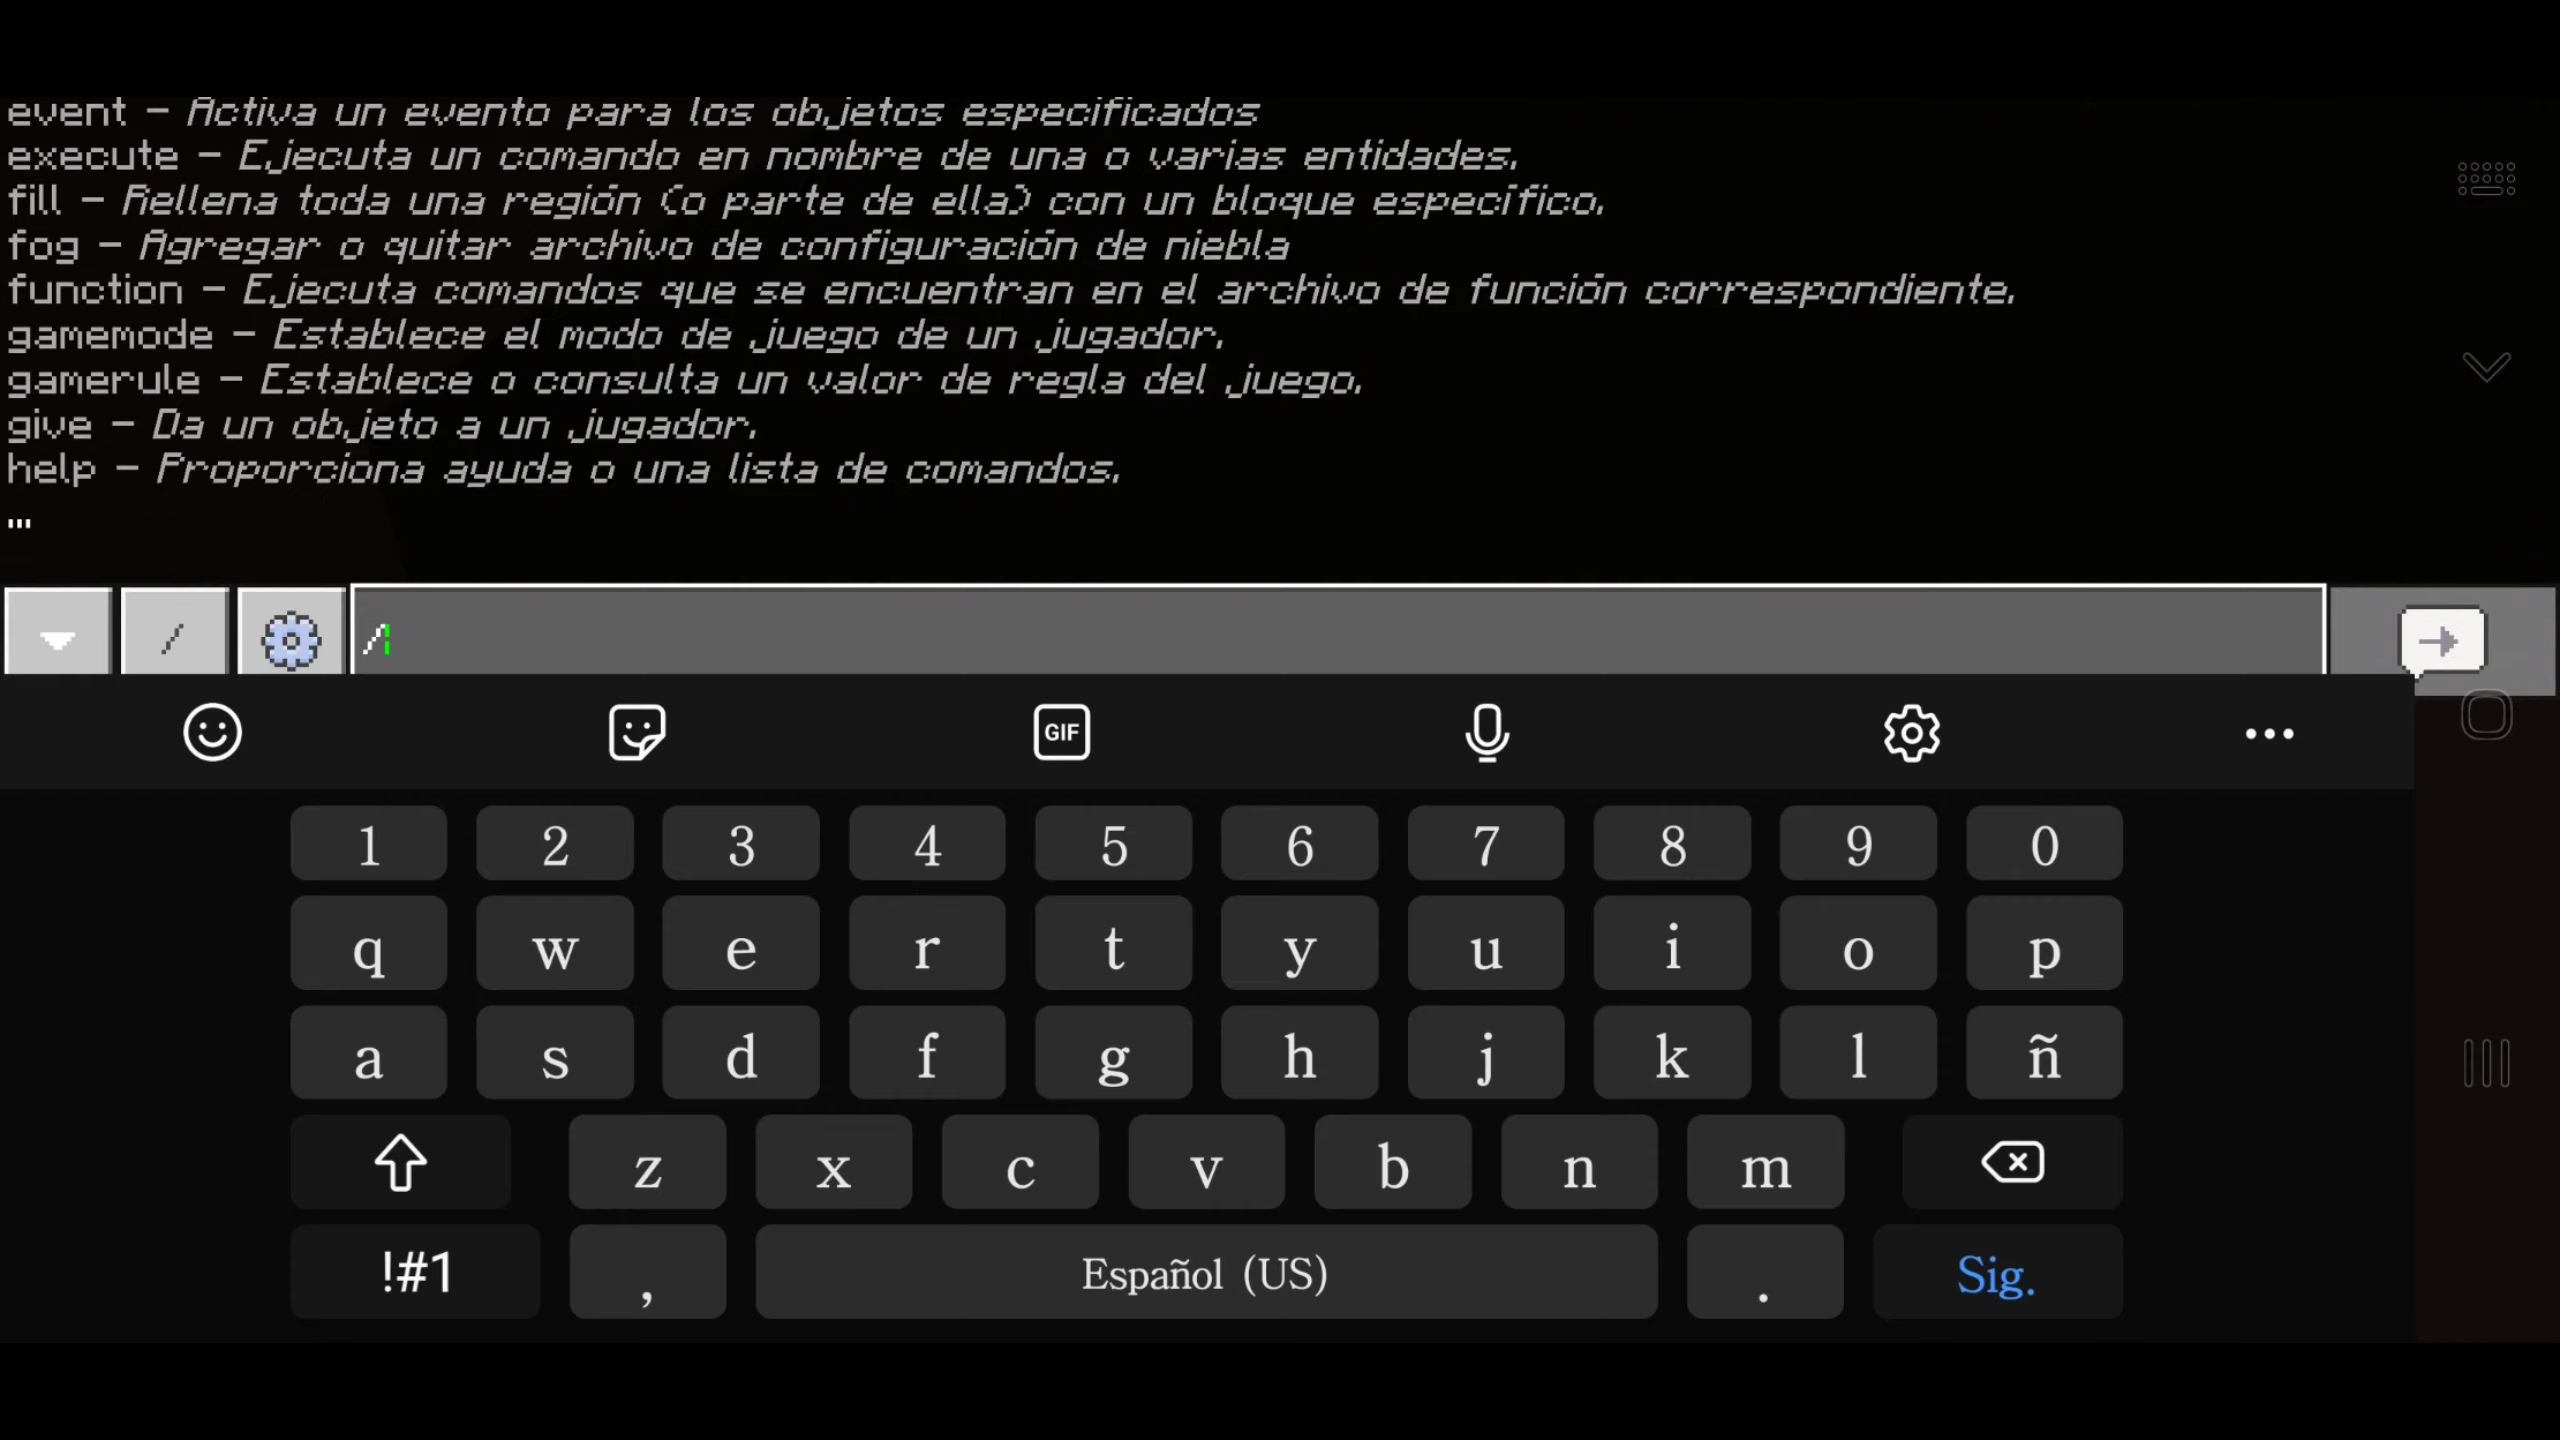 event - Activa un evento para los objetos especificados
execute - Ejecuta un comando en nombre de una o varias entidades.
fill - Rellena toda una región (o parte de ella) con un bloque específico.
fog - Agregar o quitar archivo de configuración de niebla
function - Ejecuta comandos que se encuentran en el archivo de función correspondiente.
gamemode - Establece el modo de juego de un jugador.
gamerule - Establece o consulta un valor de regla del juego.
give - Da un objeto a un jugador.
help - Proporciona ayuda o una lista de comandos.
...
/ /
GIF
1 2 3 4 5 6 7 8 9 0
q w e r t y u i o p
a s d f g h j k l ñ
z x c v b n m
!#1 , Español (US) . Sig.